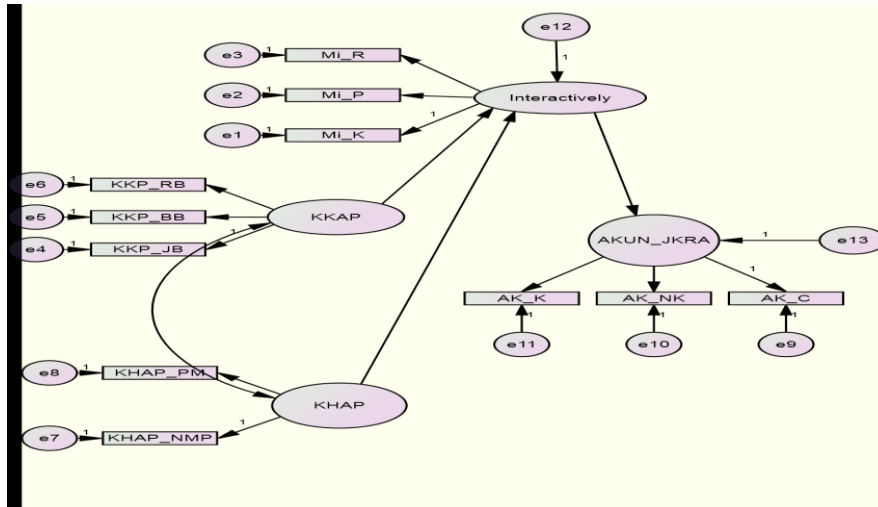 e12
1
e3
1
Mi_R
e2
1
Mi_P
Interactively
e1
1
Mi_K
1
e6
1
KKP_RB
e5
1
KKP_BB
KKAP
e4
1
KKP_JB
1
AKUN_JKRA
1
e13
1
AK_K
AK_NK
AK_C
1
1
1
e11
e10
e9
e8
1
KHAP_PM
KHAP
1
e7
1
KHAP_NMP